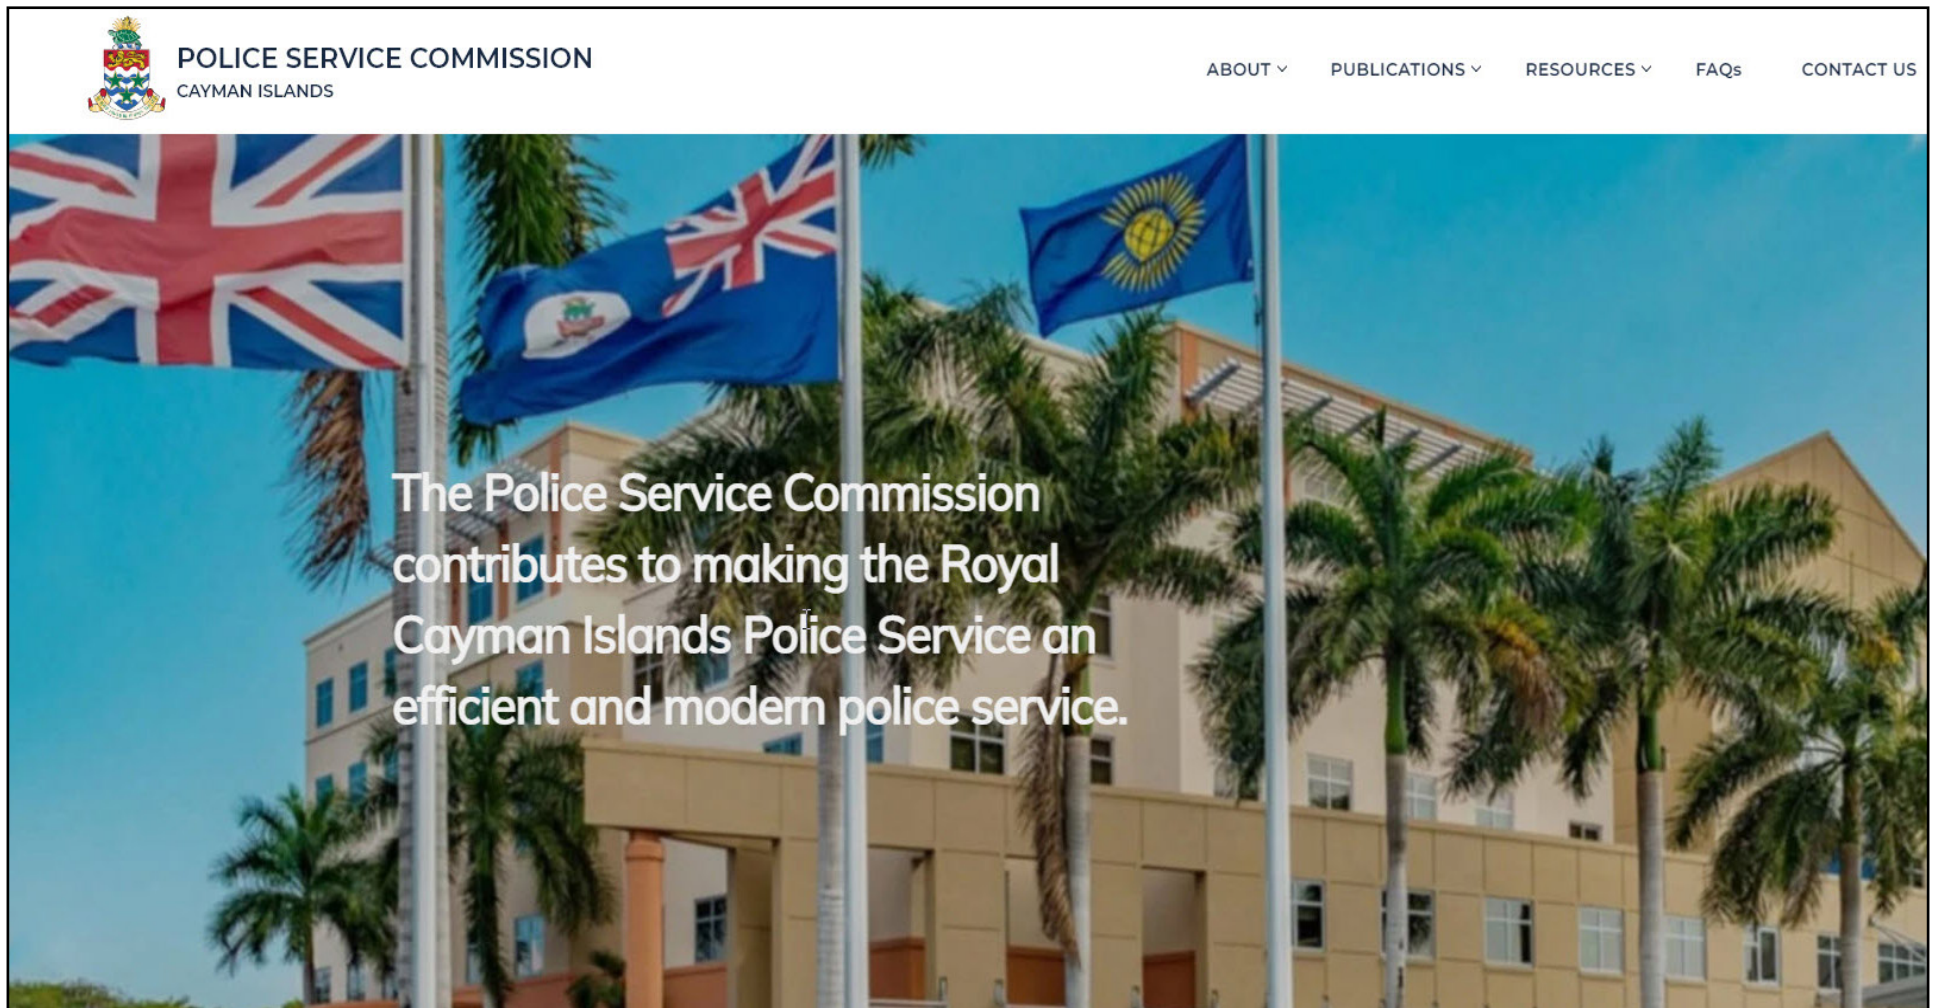 POLICE SERVICE COMMISSION
CAYMAN ISLANDS
ABOUT
PUBLICATIONS
RESOURCES
FAQs
CONTACT US
The Police Service Commission
contributes to making the Royal
Cayman Islands Police Service an
efficient and modern police service.